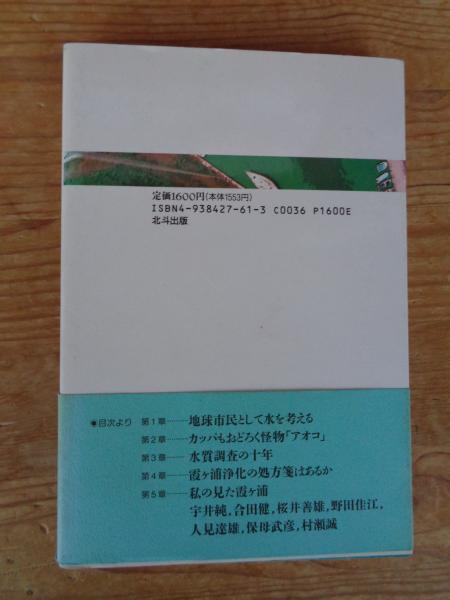 定価1600円(本体1553円)
ISBN4-938427-61-3 C0036 P1600E
北斗出版
●目次より 第1章……地球市民として水を考える
第2章……カッパもおどろく怪物「アオコ」
第3章……水質調査の十年
第4章……霞ヶ浦浄化の処方箋はあるか
第5章……私の見た霞ヶ浦
宇井純,合田健,桜井善雄,野田佳江,
人見達雄,保母武彦,村瀬誠